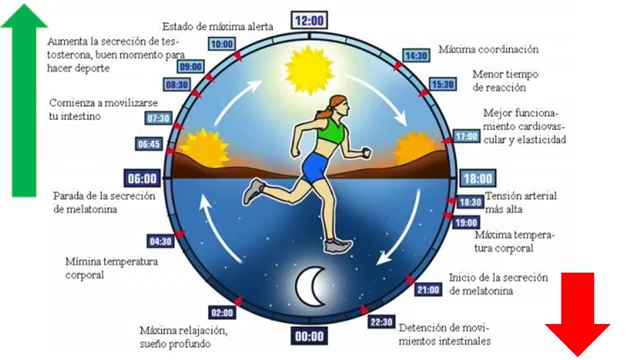 12:00
Estado de máxima alerta
10:00
Aumenta la secreción de tes-
tosterona, buen momento para
hacer deporte
09:00
08:30
Comienza a movilizarse
tu intestino
07:30
06:45
06:00
Parada de la secreción
de melatonina
04:30
Mímina temperatura
corporal
02:00
Máxima relajación,
sueño profundo
00:00
14:30
Máxima coordinación
15:30
Menor tiempo
de reacción
17:00
Mejor funciona-
miento cardiovas-
cular y elasticidad
18:00
18:30
Tensión arterial
más alta
19:00
Máxima tempera-
tura corporal
21:00
Inicio de la secreción
de melatonina
22:30
Detención de movi-
mientos intestinales